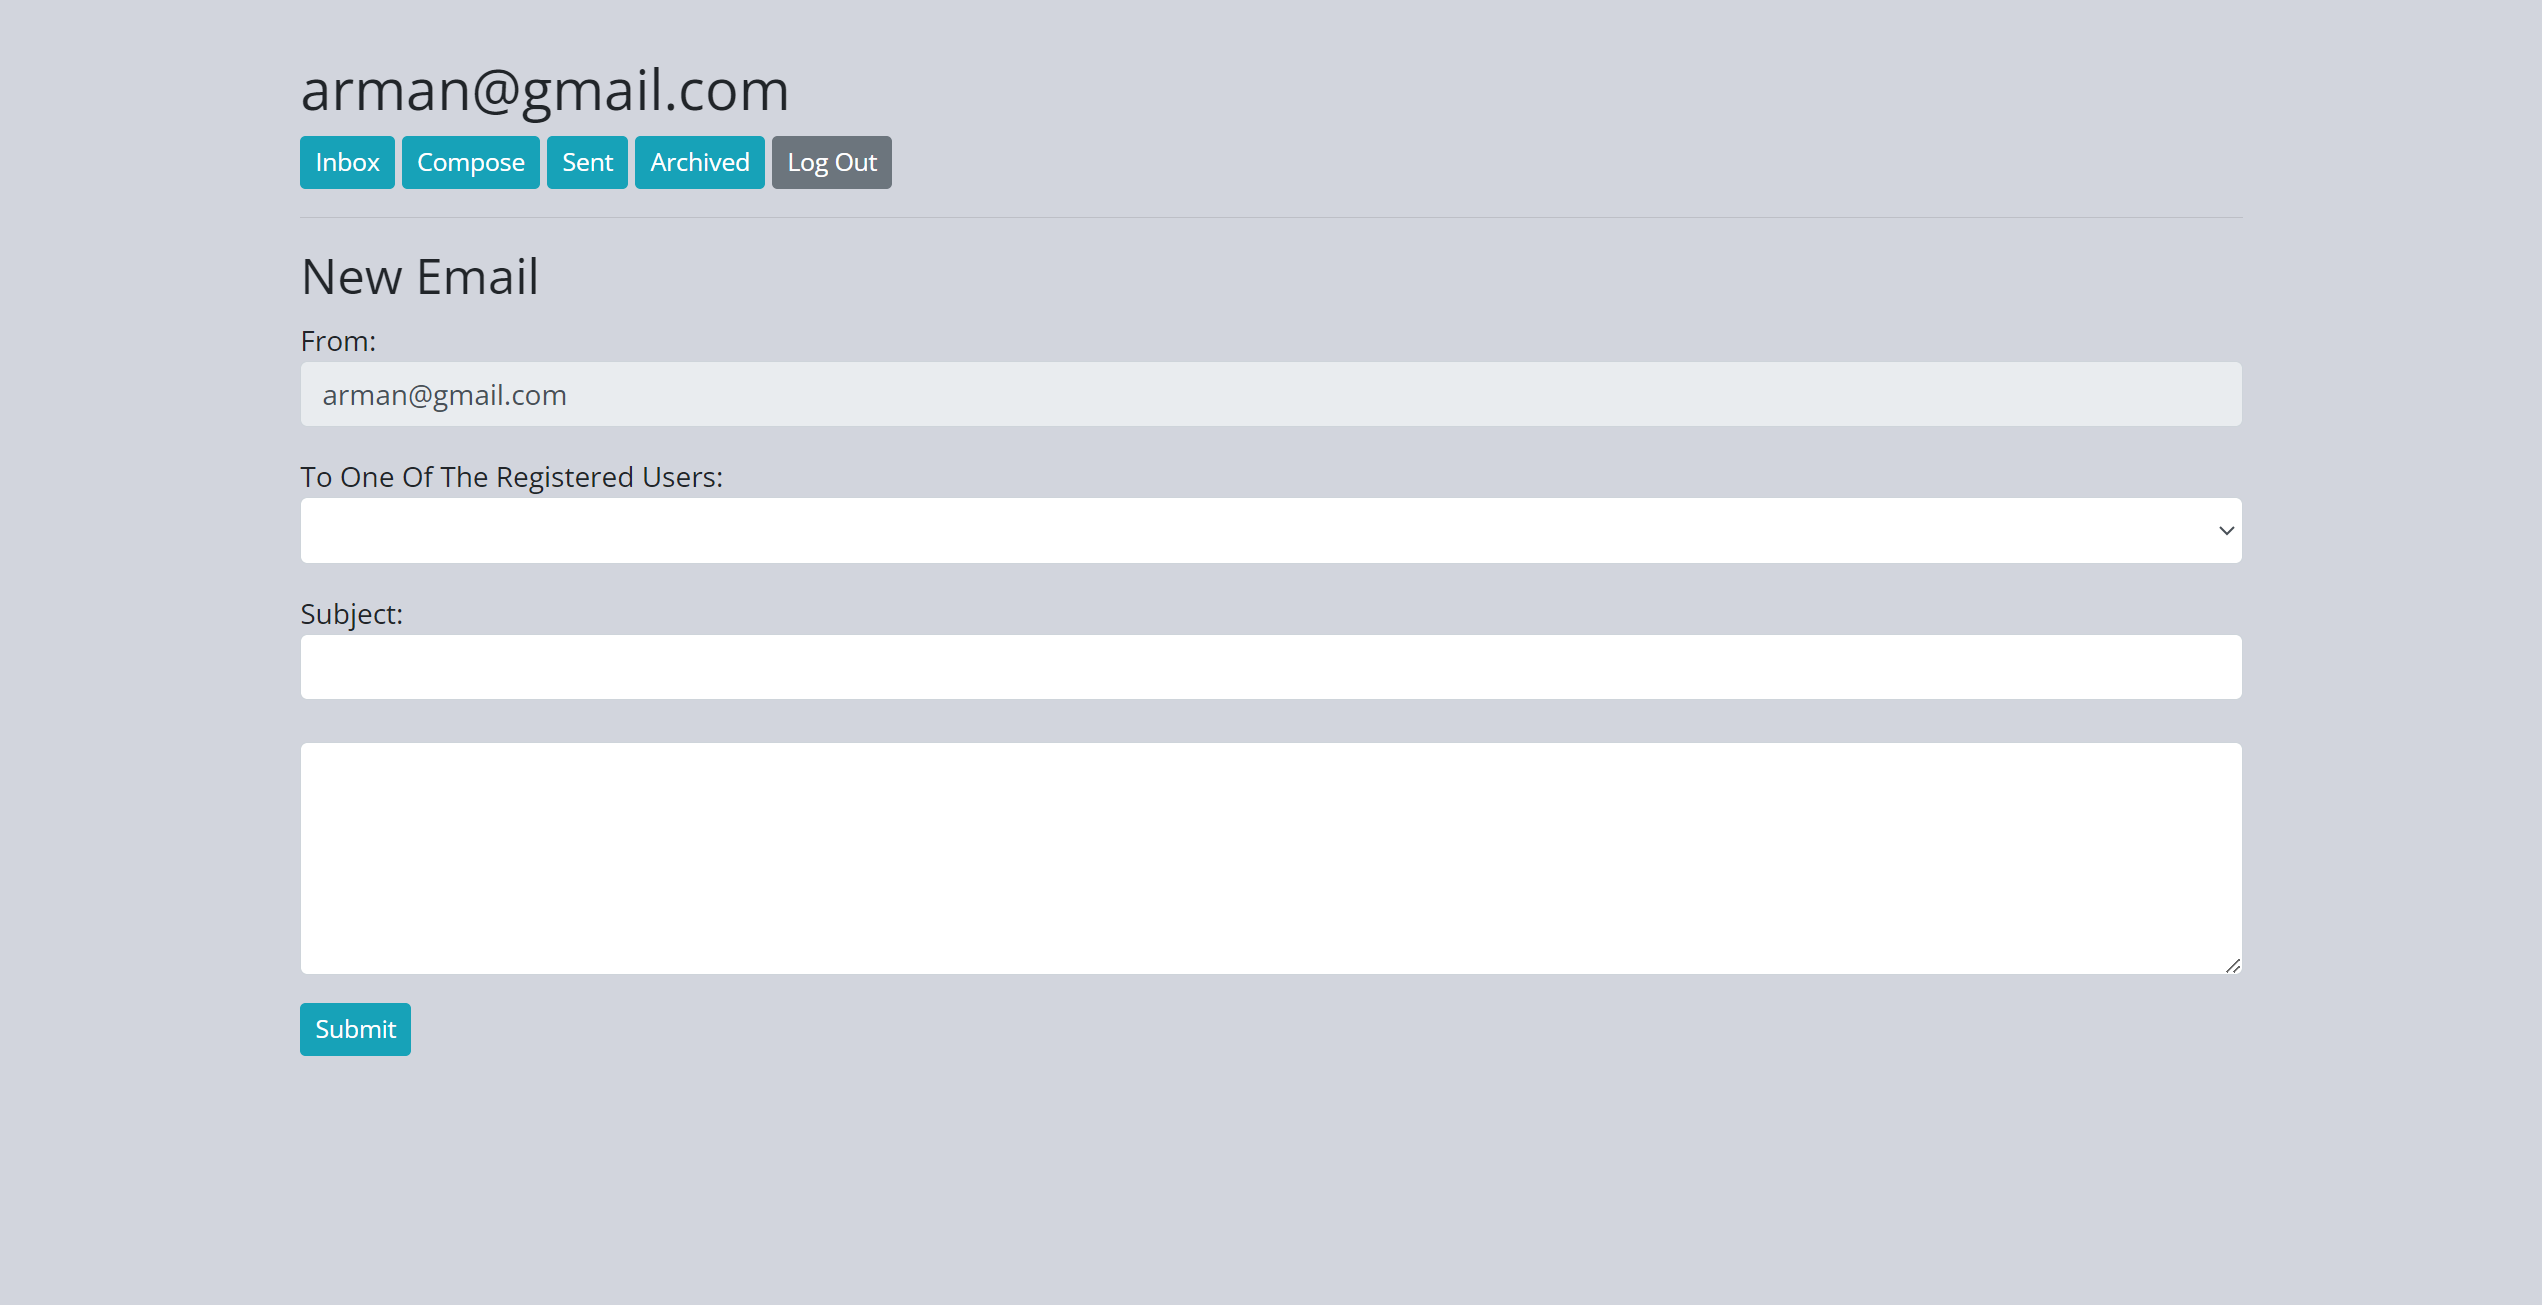 arman@gmail.com
Inbox Compose Sent Archived Log Out
New Email
From:
arman@gmail.com
To One Of The Registered Users:
Subject:
Submit